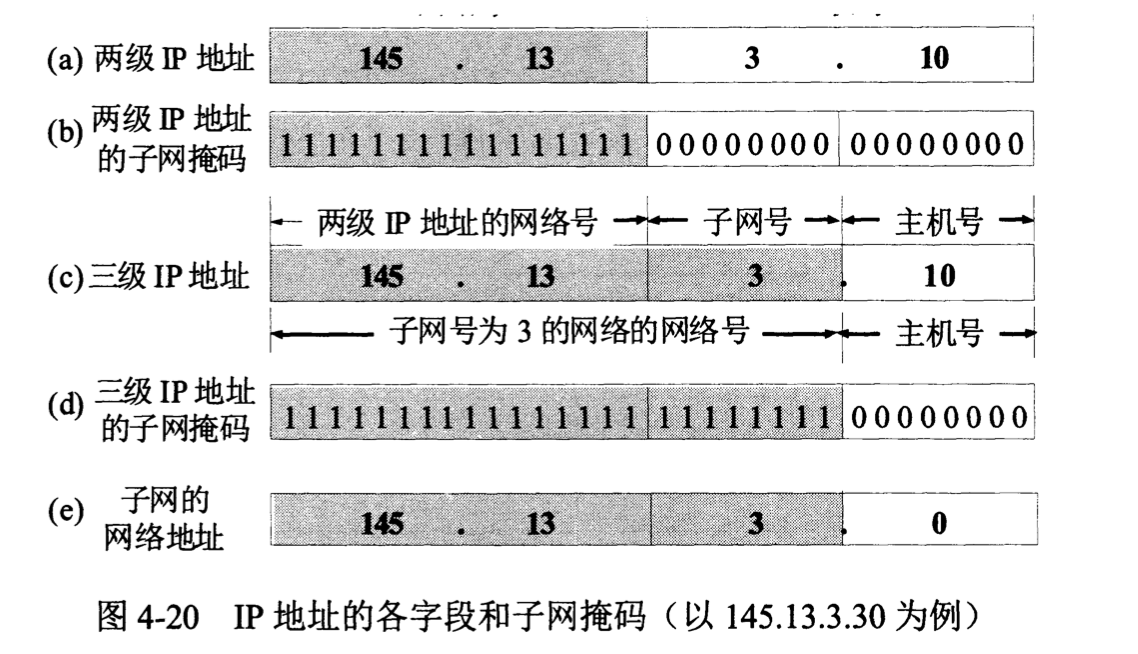 (a) 两级 IP 地址 145 . 13 3 . 10
(b) 两级 IP 地址
的子网掩码 1111111111111111 00000000 00000000
两级 IP 地址的网络号 子网号 主机号
(c) 三级 IP 地址 145 . 13 3 . 10
子网号为 3 的网络的网络号 主机号
(d) 三级 IP 地址
的子网掩码 1111111111111111 11111111 00000000
(e) 子网的
网络地址 145 . 13 3 . 0
图 4-20 IP 地址的各字段和子网掩码（以 145.13.3.30 为例）